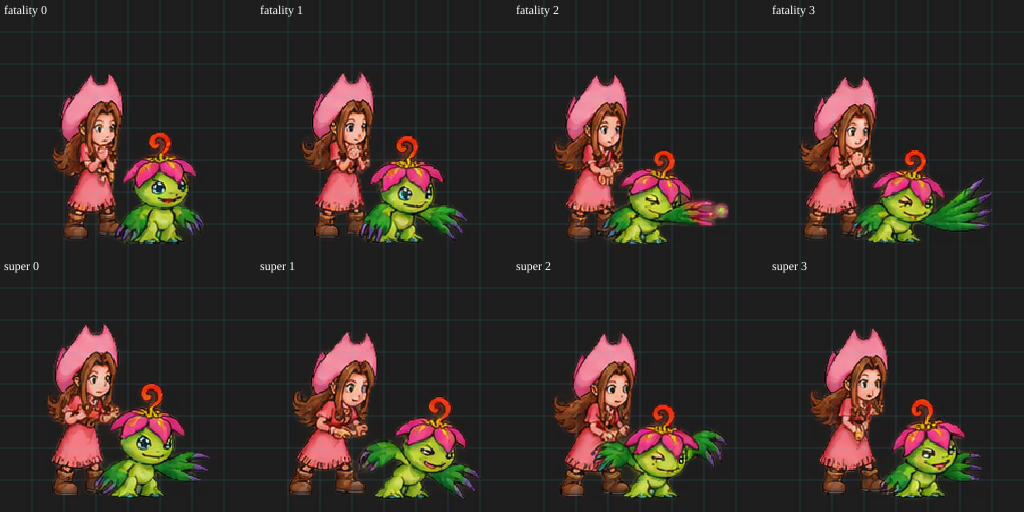 fatality 0
fatality 1
fatality 2
fatality 3
super 0
super 1
super 2
super 3